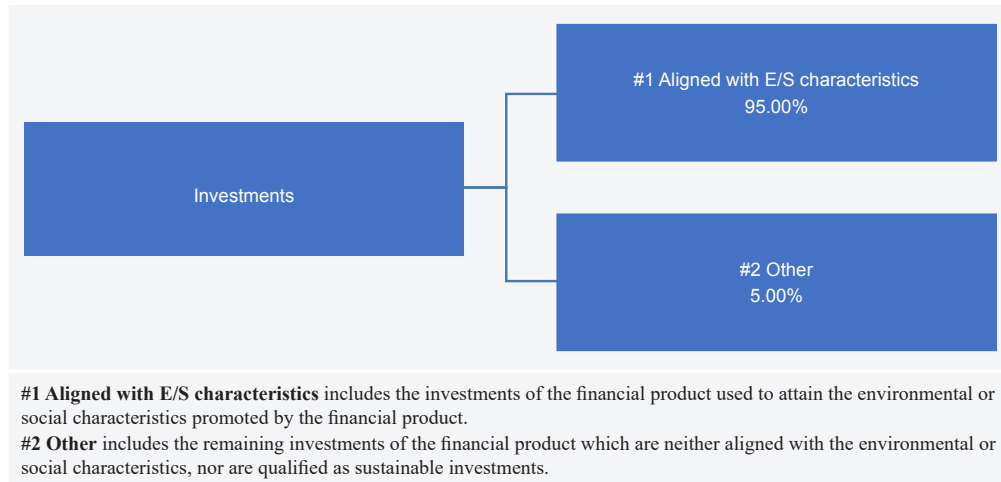 #1 Aligned with E/S characteristics
95.00%
Investments
#2 Other
5.00%
#1 Aligned with E/S characteristics includes the investments of the financial product used to attain the environmental or
social characteristics promoted by the financial product.
#2 Other includes the remaining investments of the financial product which are neither aligned with the environmental or
social characteristics, nor are qualified as sustainable investments.